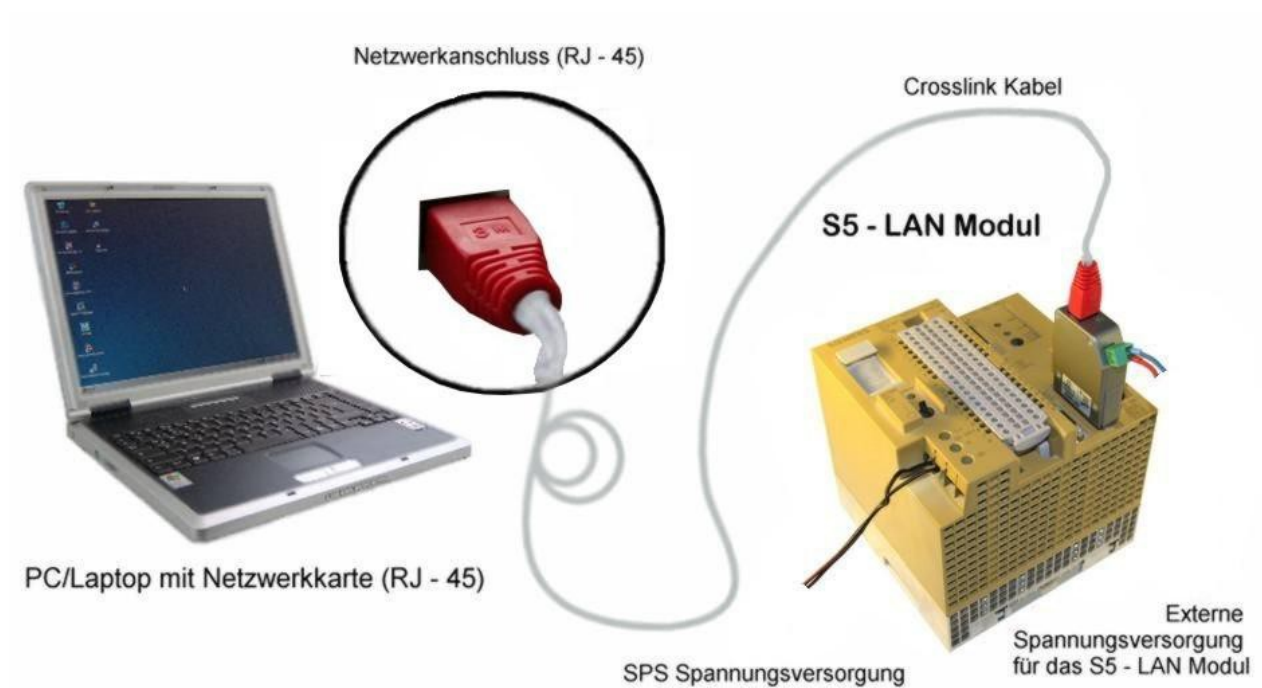 Netzwerkanschluss (RJ - 45)
Crosslink Kabel
S5 - LAN Modul
PC/Laptop mit Netzwerkkarte (RJ - 45)
SPS Spannungsversorgung
Externe
Spannungsversorgung
für das S5 - LAN Modul